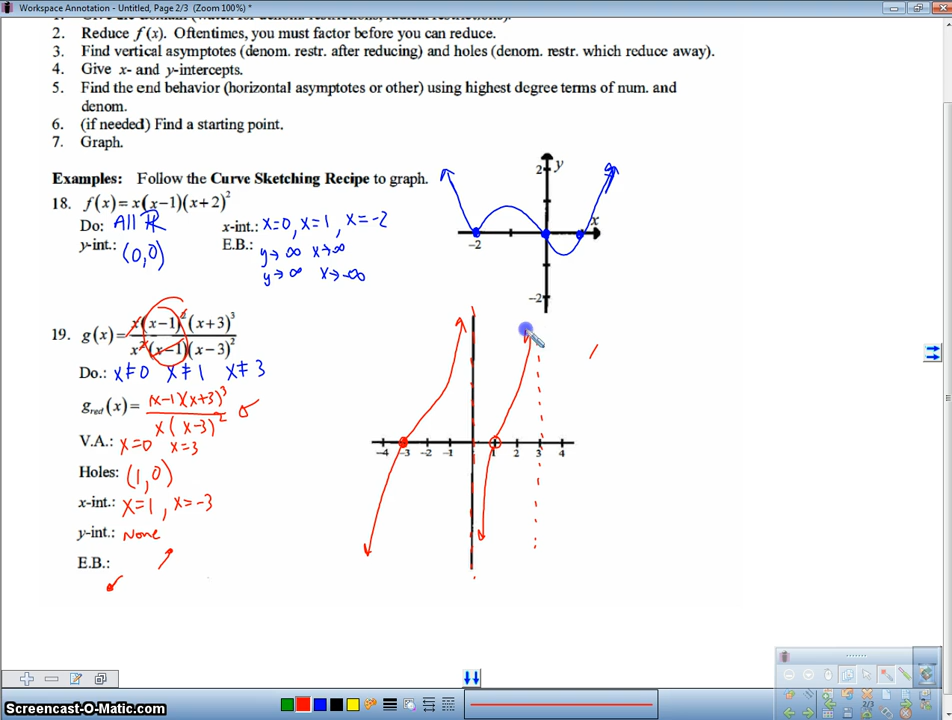 Workspace Annotation - Untitled, Page 2/3 (Zoom 100%) *
2. Reduce f(x). Oftentimes, you must factor before you can reduce.
3. Find vertical asymptotes (denom. restr. after reducing) and holes (denom. restr. which reduce away).
4. Give x- and y-intercepts.
5. Find the end behavior (horizontal asymptotes or other) using highest degree terms of num. and
denom.
6. (if needed) Find a starting point.
7. Graph.
Examples: Follow the Curve Sketching Recipe to graph.
18. f(x)=x(x−1)(x+2)²
Do: All ℝ
x-int.: x=0, x=1, x=-2
y-int.: (0,0)
E.B.: y→∞ x→∞
y→∞ x→-∞
2 y
x
−2
−2
19. g(x)= x(x−1)²(x+3)³
x²(x−1)(x−3)²
Do.: x≠0 x≠1 x≠3
g red (x)= (x-1)(x+3)³
x(x-3)²
V.A.: x=0 x=3
Holes: (1,0)
x-int: x=1, x=-3
y-int: None
E.B.:
−4 −3 −2 −1 1 2 3 4
2/3
Screencast-O-Matic.com